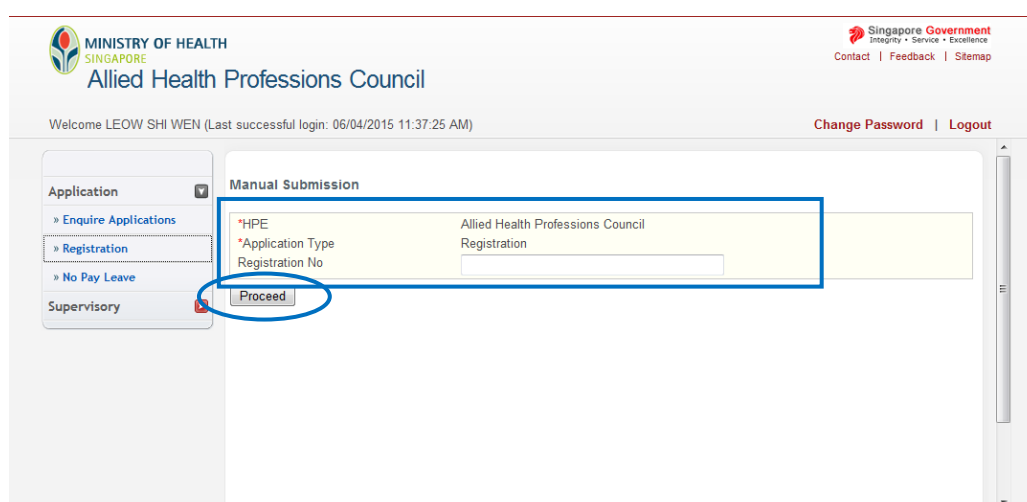 MINISTRY OF HEALTH
SINGAPORE
Allied Health Professions Council
Singapore Government
Integrity • Service • Excellence
Contact | Feedback | Sitemap
Welcome LEOW SHI WEN (Last successful login: 06/04/2015 11:37:25 AM)
Change Password | Logout
Application
» Enquire Applications
» Registration
» No Pay Leave
Supervisory
Manual Submission
*HPE Allied Health Professions Council
*Application Type Registration
Registration No
Proceed